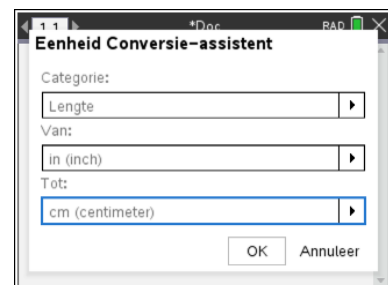 1.1 *Doc RAD
Eenheid Conversie-assistent
Categorie:
Lengte
Van:
in (inch)
Tot:
cm (centimeter)
OK Annuleer